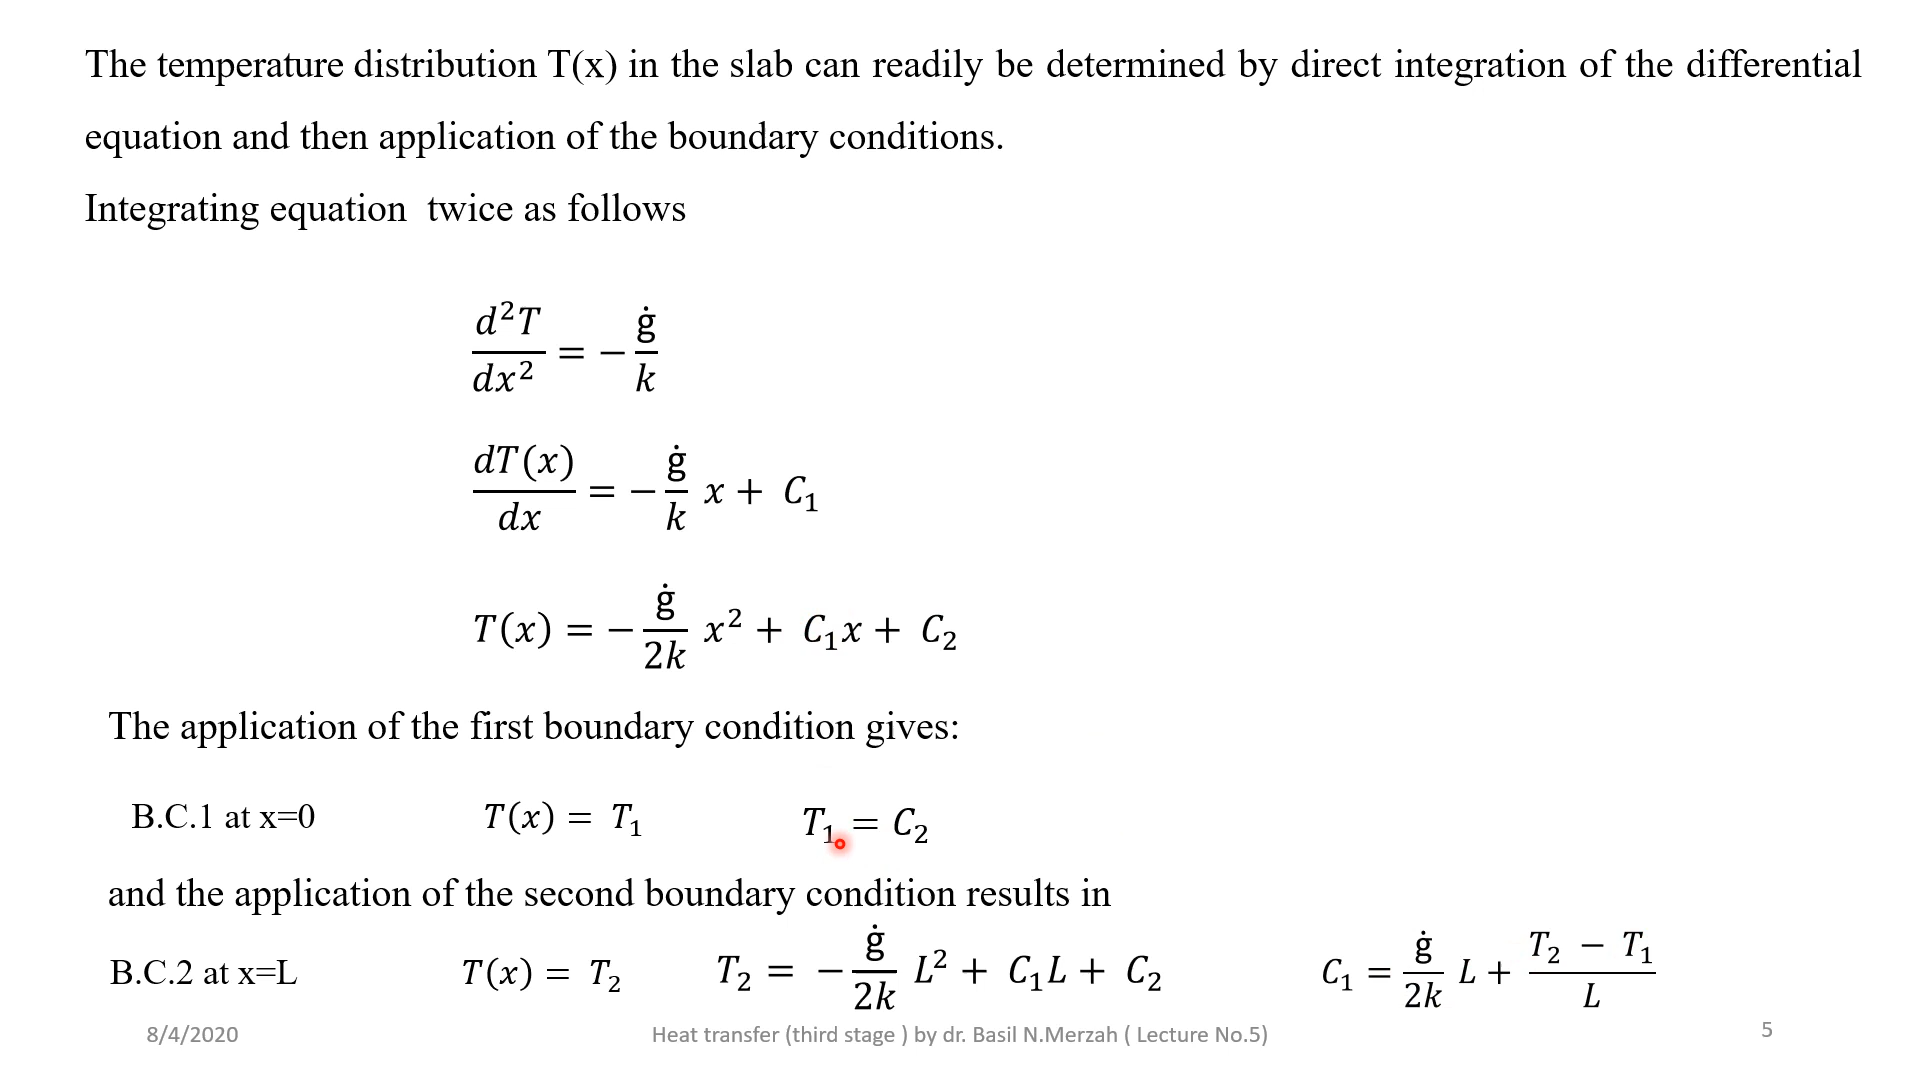 The temperature distribution T(x) in the slab can readily be determined by direct integration of the differential
equation and then application of the boundary conditions.
Integrating equation twice as follows
d²T/dx² = − ġ/k
dT(x)/dx = − ġ/k x + C₁
T(x) = − ġ/2k x² + C₁x + C₂
The application of the first boundary condition gives:
B.C.1 at x=0 T(x) = T₁ T₁ = C₂
and the application of the second boundary condition results in
B.C.2 at x=L T(x) = T₂ T₂ = − ġ/2k L² + C₁L + C₂ C₁ = ġ/2k L + T₂ − T₁/L
8/4/2020 Heat transfer (third stage ) by dr. Basil N.Merzah ( Lecture No.5) 5